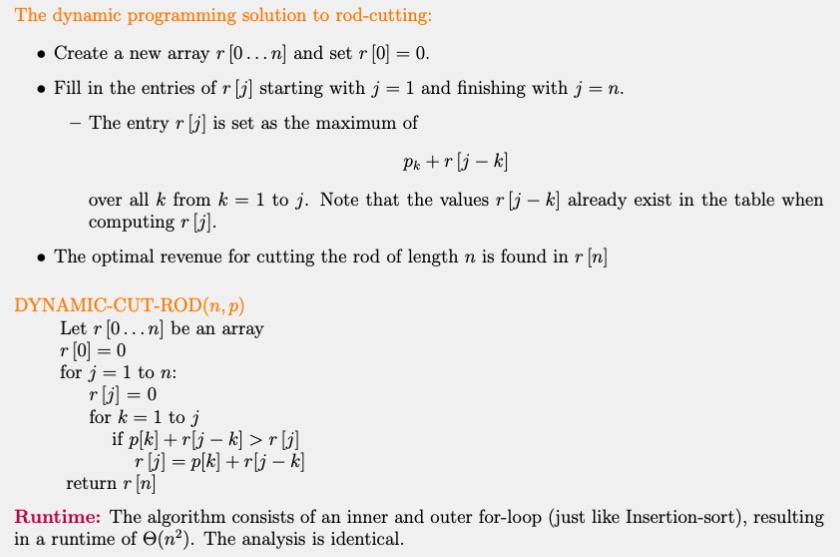 The dynamic programming solution to rod-cutting:
• Create a new array r [0 . . . n] and set r [0] = 0.
• Fill in the entries of r [j] starting with j = 1 and finishing with j = n.
– The entry r [j] is set as the maximum of
pₖ + r [j − k]
over all k from k = 1 to j. Note that the values r [j − k] already exist in the table when
computing r [j].
• The optimal revenue for cutting the rod of length n is found in r [n]
DYNAMIC-CUT-ROD(n, p)
Let r [0 . . . n] be an array
r [0] = 0
for j = 1 to n:
r [j] = 0
for k = 1 to j
if p[k] + r[j − k] > r [j]
r [j] = p[k] + r[j − k]
return r [n]
Runtime: The algorithm consists of an inner and outer for-loop (just like Insertion-sort), resulting
in a runtime of Θ(n²). The analysis is identical.